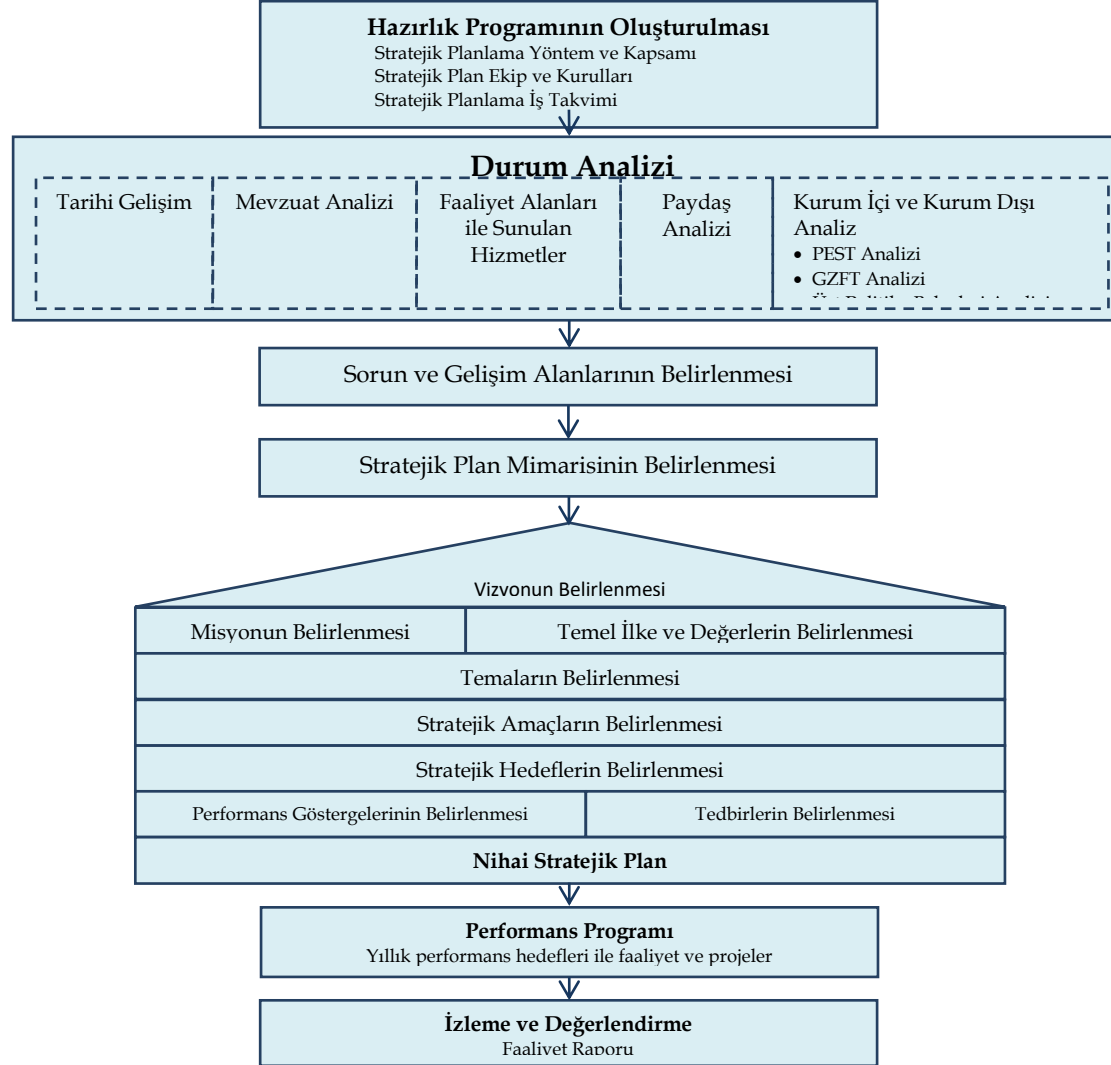 Hazırlık Programının Oluşturulması
Stratejik Planlama Yöntem ve Kapsamı
Stratejik Plan Ekip ve Kurulları
Stratejik Planlama İş Takvimi
Durum Analizi
Tarihi Gelişim
Mevzuat Analizi
Faaliyet Alanları
ile Sunulan
Hizmetler
Paydaş
Analizi
Kurum İçi ve Kurum Dışı
Analiz
• PEST Analizi
• GZFT Analizi
Sorun ve Gelişim Alanlarının Belirlenmesi
Stratejik Plan Mimarisinin Belirlenmesi
Vizyonun Belirlenmesi
Misyonun Belirlenmesi
Temel İlke ve Değerlerin Belirlenmesi
Temaların Belirlenmesi
Stratejik Amaçların Belirlenmesi
Stratejik Hedeflerin Belirlenmesi
Performans Göstergelerinin Belirlenmesi
Tedbirlerin Belirlenmesi
Nihai Stratejik Plan
Performans Programı
Yıllık performans hedefleri ile faaliyet ve projeler
İzleme ve Değerlendirme
Faaliyet Raporu